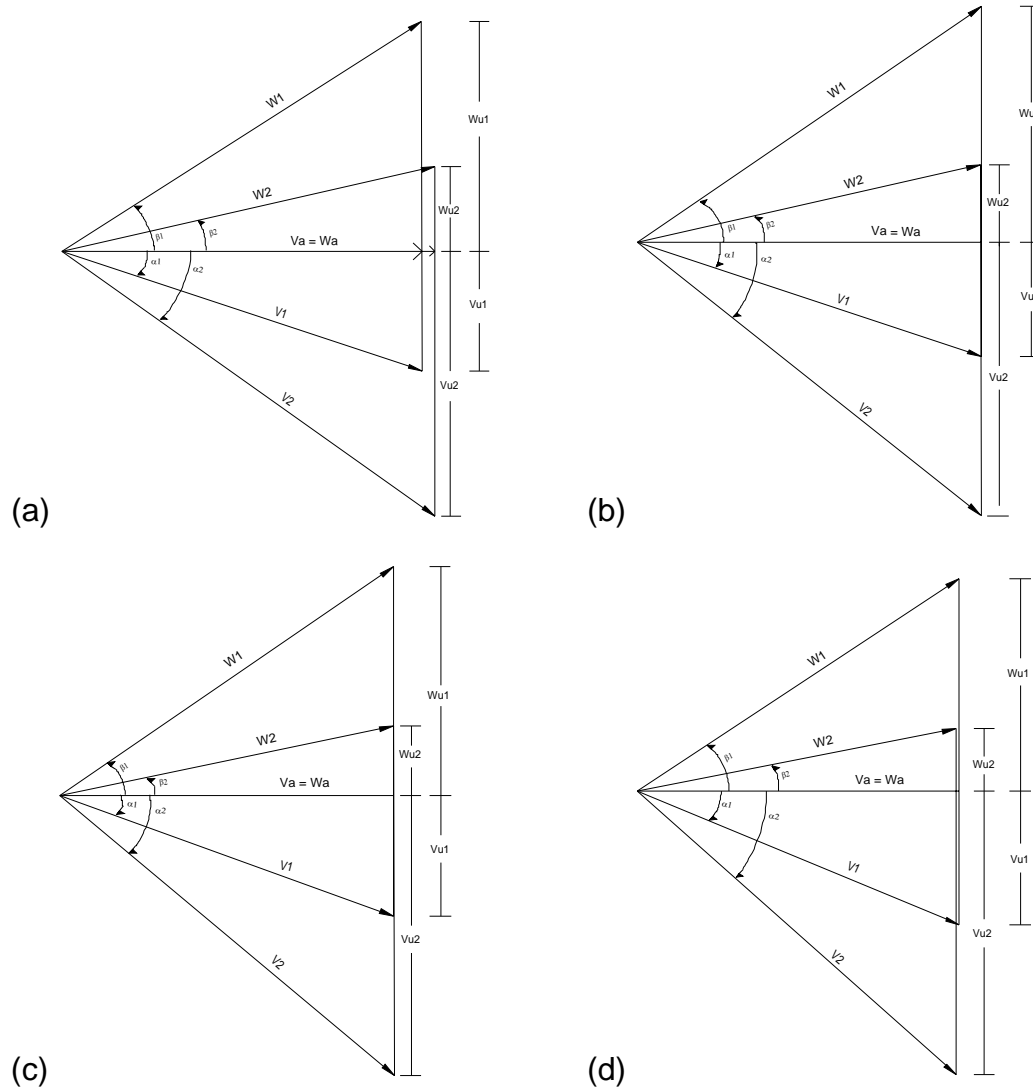 W1
Wu1
W2
Wu2
β1
β2
Va = Wa
α1
α2
V1
Vu1
Vu2
V2
(a)
W1
Wu
W2
Wu2
β1
β2
Va = Wa
α1
α2
V1
Vu
Vu2
V2
(b)
W1
Wu1
W2
Wu2
β1
β2
Va = Wa
α1
α2
V1
Vu1
Vu2
V2
(c)
W1
Wu1
W2
Wu2
β1
β2
Va = Wa
α1
α2
V1
Vu1
Vu2
V2
(d)